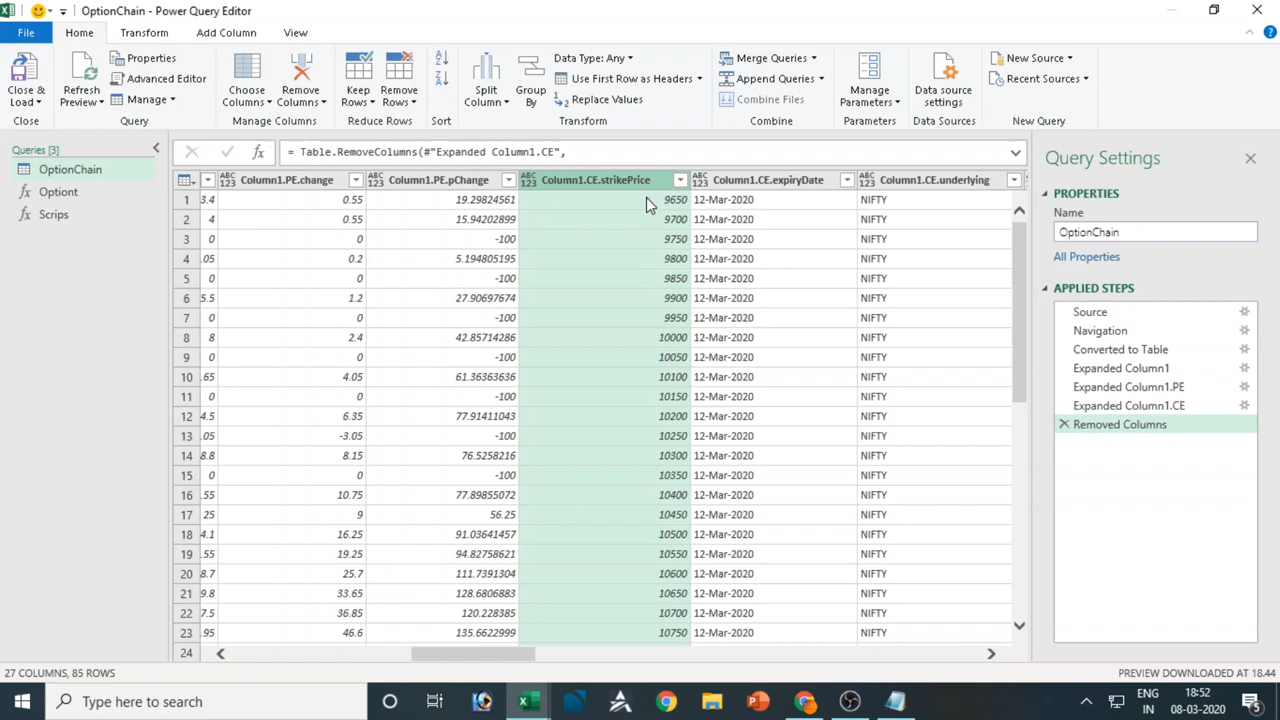 OptionChain - Power Query Editor
File Home Transform Add Column View
Close & Load
Close
Refresh Preview
Properties
Advanced Editor
Manage
Query
Choose Columns
Remove Columns
Manage Columns
Keep Rows
Remove Rows
Reduce Rows
Sort
Split Column
Group By
Data Type: Any
Use First Row as Headers
Replace Values
Transform
Merge Queries
Append Queries
Combine Files
Combine
Manage Parameters
Parameters
Data source settings
Data Sources
New Source
Recent Sources
New Query
Queries [3]
OptionChain
fx Optiont
fx Scrips
fx = Table.RemoveColumns(#"Expanded Column1.CE",
ABC 123 Column1.PE.change ABC 123 Column1.PE.pChange ABC 123 Column1.CE.strikePrice ABC 123 Column1.CE.expiryDate ABC 123 Column1.CE.underlying
1 3.4 0.55 19.29824561 9650 12-Mar-2020 NIFTY
2 4 0.55 15.94202899 9700 12-Mar-2020 NIFTY
3 0 0 -100 9750 12-Mar-2020 NIFTY
4 .05 0.2 5.194805195 9800 12-Mar-2020 NIFTY
5 0 0 -100 9850 12-Mar-2020 NIFTY
6 5.5 1.2 27.90697674 9900 12-Mar-2020 NIFTY
7 0 0 -100 9950 12-Mar-2020 NIFTY
8 8 2.4 42.85714286 10000 12-Mar-2020 NIFTY
9 0 0 -100 10050 12-Mar-2020 NIFTY
10 .65 4.05 61.36363636 10100 12-Mar-2020 NIFTY
11 0 0 -100 10150 12-Mar-2020 NIFTY
12 4.5 6.35 77.91411043 10200 12-Mar-2020 NIFTY
13 .05 -3.05 -100 10250 12-Mar-2020 NIFTY
14 8.8 8.15 76.5258216 10300 12-Mar-2020 NIFTY
15 0 0 -100 10350 12-Mar-2020 NIFTY
16 .55 10.75 77.89855072 10400 12-Mar-2020 NIFTY
17 25 9 56.25 10450 12-Mar-2020 NIFTY
18 4.1 16.25 91.03641457 10500 12-Mar-2020 NIFTY
19 .55 19.25 94.82758621 10550 12-Mar-2020 NIFTY
20 8.7 25.7 111.7391304 10600 12-Mar-2020 NIFTY
21 9.8 33.65 128.6806883 10650 12-Mar-2020 NIFTY
22 7.5 36.85 120.228385 10700 12-Mar-2020 NIFTY
23 .95 46.6 135.6622999 10750 12-Mar-2020 NIFTY
24
Query Settings
PROPERTIES
Name
OptionChain
All Properties
APPLIED STEPS
Source
Navigation
Converted to Table
Expanded Column1
Expanded Column1.PE
Expanded Column1.CE
Removed Columns
27 COLUMNS, 85 ROWS
PREVIEW DOWNLOADED AT 18.44
Type here to search
ENG IN
18:52
08-03-2020
5